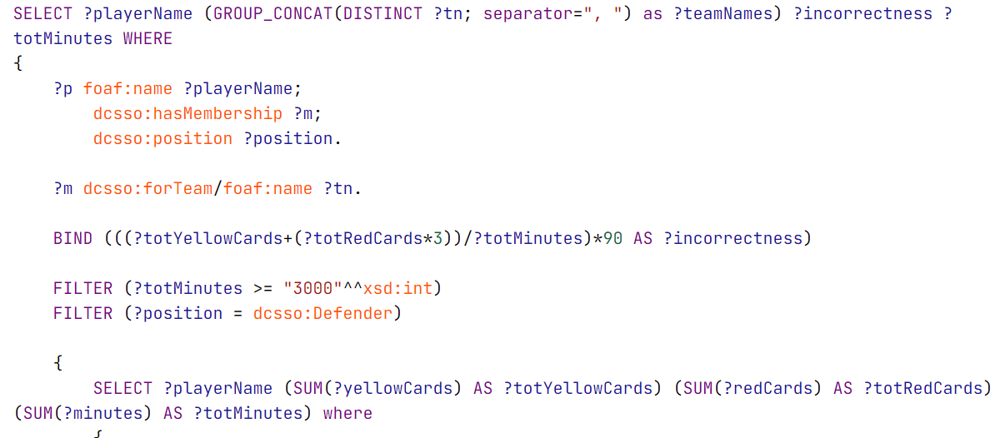 SELECT ?playerName (GROUP_CONCAT(DISTINCT ?tn; separator=", ") as ?teamNames) ?incorrectness ?
totMinutes WHERE
{
    ?p foaf:name ?playerName;
        dcsso:hasMembership ?m;
        dcsso:position ?position.

    ?m dcsso:forTeam/foaf:name ?tn.

    BIND (((?totYellowCards+(?totRedCards*3))/?totMinutes)*90 AS ?incorrectness)

    FILTER (?totMinutes >= "3000"^^xsd:int)
    FILTER (?position = dcsso:Defender)

    {
        SELECT ?playerName (SUM(?yellowCards) AS ?totYellowCards) (SUM(?redCards) AS ?totRedCards)
(SUM(?minutes) AS ?totMinutes) where
        {